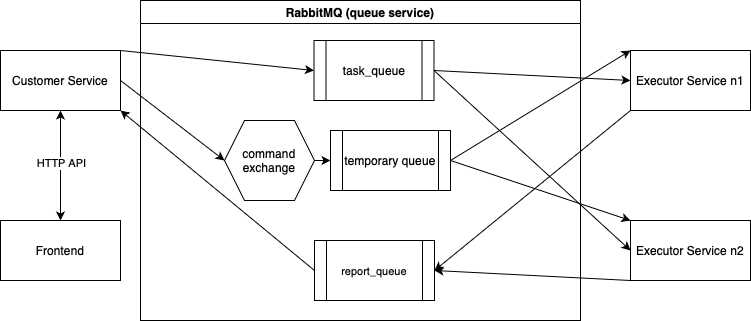 RabbitMQ (queue service)
Customer Service
task_queue
Executor Service n1
command
exchange
temporary queue
HTTP API
Frontend
report_queue
Executor Service n2